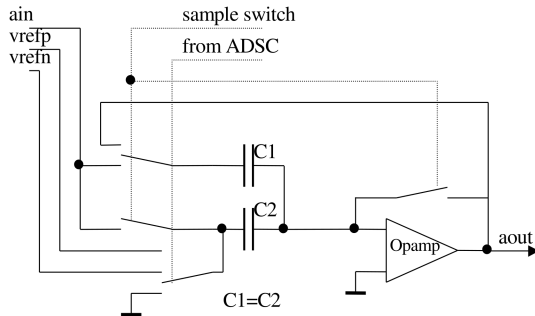 ain
vrefp
vrefn
sample switch
from ADSC
C1
C2
Opamp
aout
C1=C2